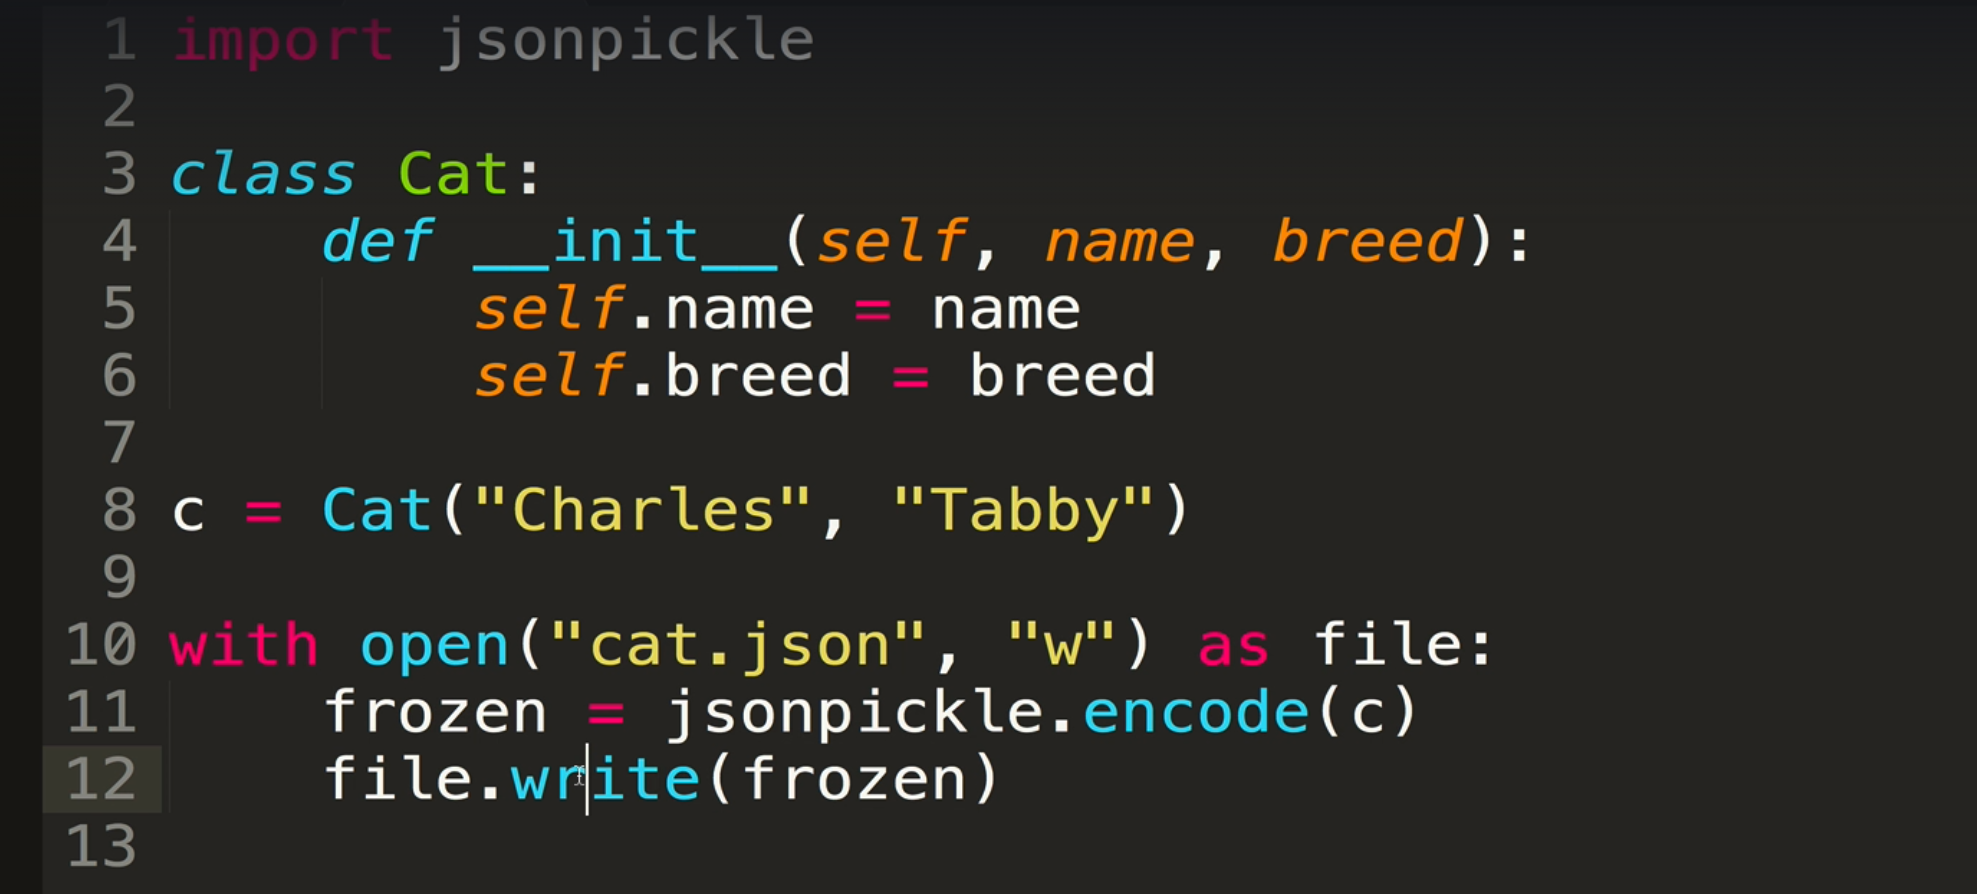 1 import jsonpickle
2
3 class Cat:
4     def __init__(self, name, breed):
5         self.name = name
6         self.breed = breed
7
8 c = Cat("Charles", "Tabby")
9
10 with open("cat.json", "w") as file:
11     frozen = jsonpickle.encode(c)
12     file.write(frozen)
13